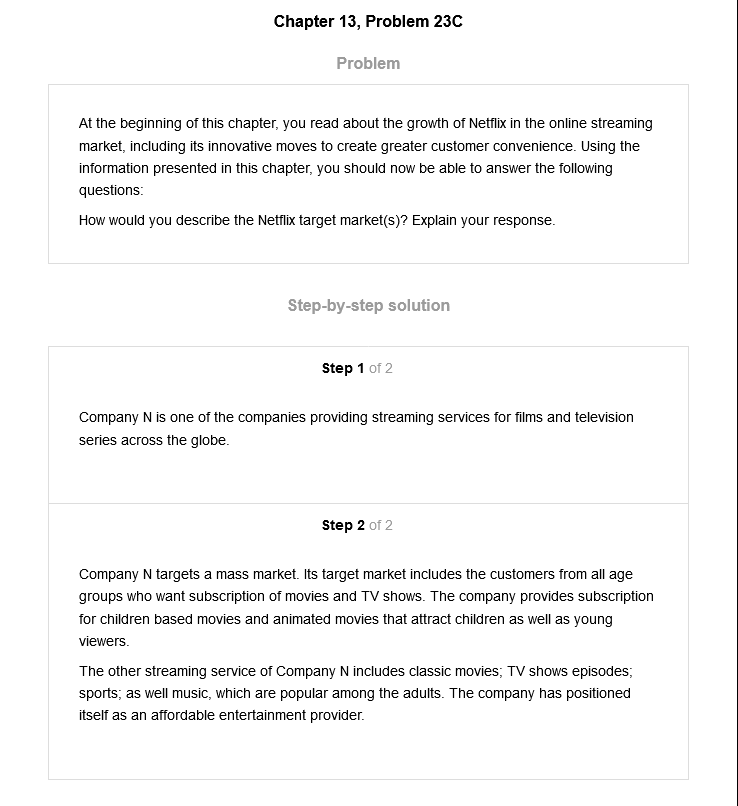 Chapter 13, Problem 23C
Problem
At the beginning of this chapter, you read about the growth of Netflix in the online streaming
market, including its innovative moves to create greater customer convenience. Using the
information presented in this chapter, you should now be able to answer the following
questions:
How would you describe the Netflix target market(s)? Explain your response.
Step-by-step solution
Step 1 of 2
Company N is one of the companies providing streaming services for films and television
series across the globe.
Step 2 of 2
Company N targets a mass market. Its target market includes the customers from all age
groups who want subscription of movies and TV shows. The company provides subscription
for children based movies and animated movies that attract children as well as young
viewers.
The other streaming service of Company N includes classic movies; TV shows episodes;
sports; as well music, which are popular among the adults. The company has positioned
itself as an affordable entertainment provider.